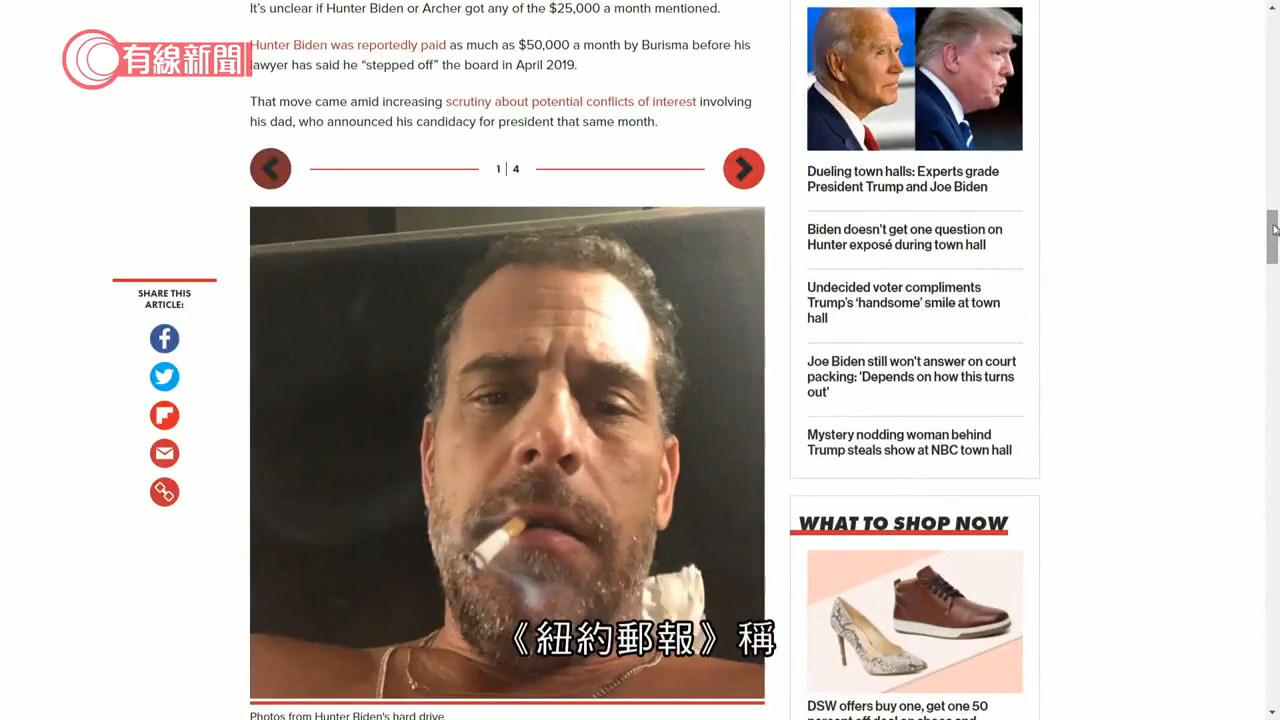 It's unclear if Hunter Biden or Archer got any of the $25,000 a month mentioned.
有線新聞
Hunter Biden was reportedly paid as much as $50,000 a month by Burisma before his
lawyer has said he “stepped off” the board in April 2019.
That move came amid increasing scrutiny about potential conflicts of interest involving
his dad, who announced his candidacy for president that same month.
1 | 4
SHARE THIS
ARTICLE:
《紐約郵報》稱
Photos from Hunter Biden's hard drive
Dueling town halls: Experts grade
President Trump and Joe Biden
Biden doesn't get one question on
Hunter exposé during town hall
Undecided voter compliments
Trump's ‘handsome’ smile at town
hall
Joe Biden still won't answer on court
packing: 'Depends on how this turns
out'
Mystery nodding woman behind
Trump steals show at NBC town hall
WHAT TO SHOP NOW
DSW offers buy one, get one 50
percent off deal on shoes and